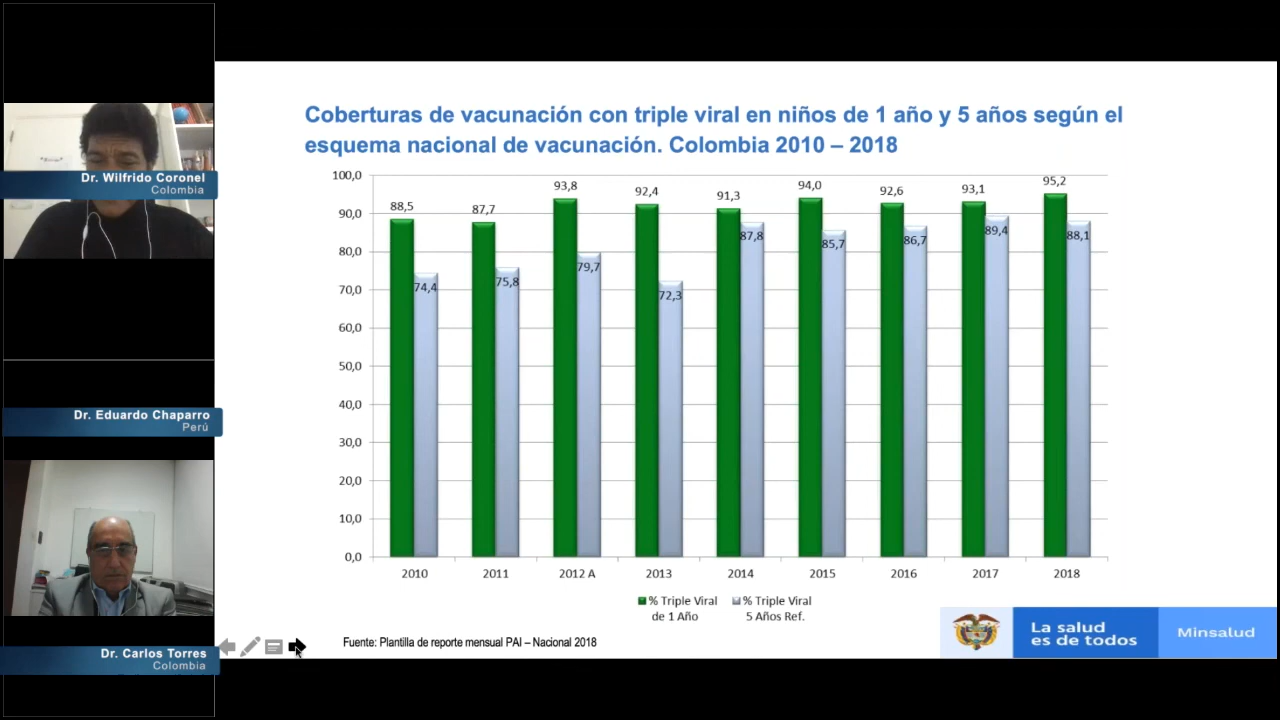 Dr. Wilfrido Coronel
Colombia
Dr. Eduardo Chaparro
Perú
Dr. Carlos Torres
Colombia
Coberturas de vacunación con triple viral en niños de 1 año y 5 años según el
esquema nacional de vacunación. Colombia 2010 – 2018
100,0
90,0
80,0
70,0
60,0
50,0
40,0
30,0
20,0
10,0
0,0
88,5
74,4
87,7
75,8
93,8
79,7
92,4
72,3
91,3
87,8
94,0
85,7
92,6
86,7
93,1
89,4
95,2
88,1
2010
2011
2012 A
2013
2014
2015
2016
2017
2018
% Triple Viral
de 1 Año
% Triple Viral
5 Años Ref.
Fuente: Plantilla de reporte mensual PAI – Nacional 2018
La salud
es de todos
Minsalud